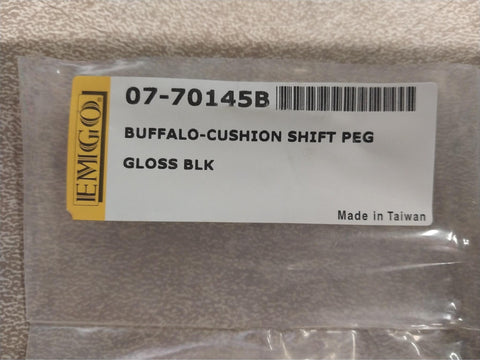 EMGO
07-70145B
BUFFALO-CUSHION SHIFT PEG
GLOSS BLK
Made in Taiwan